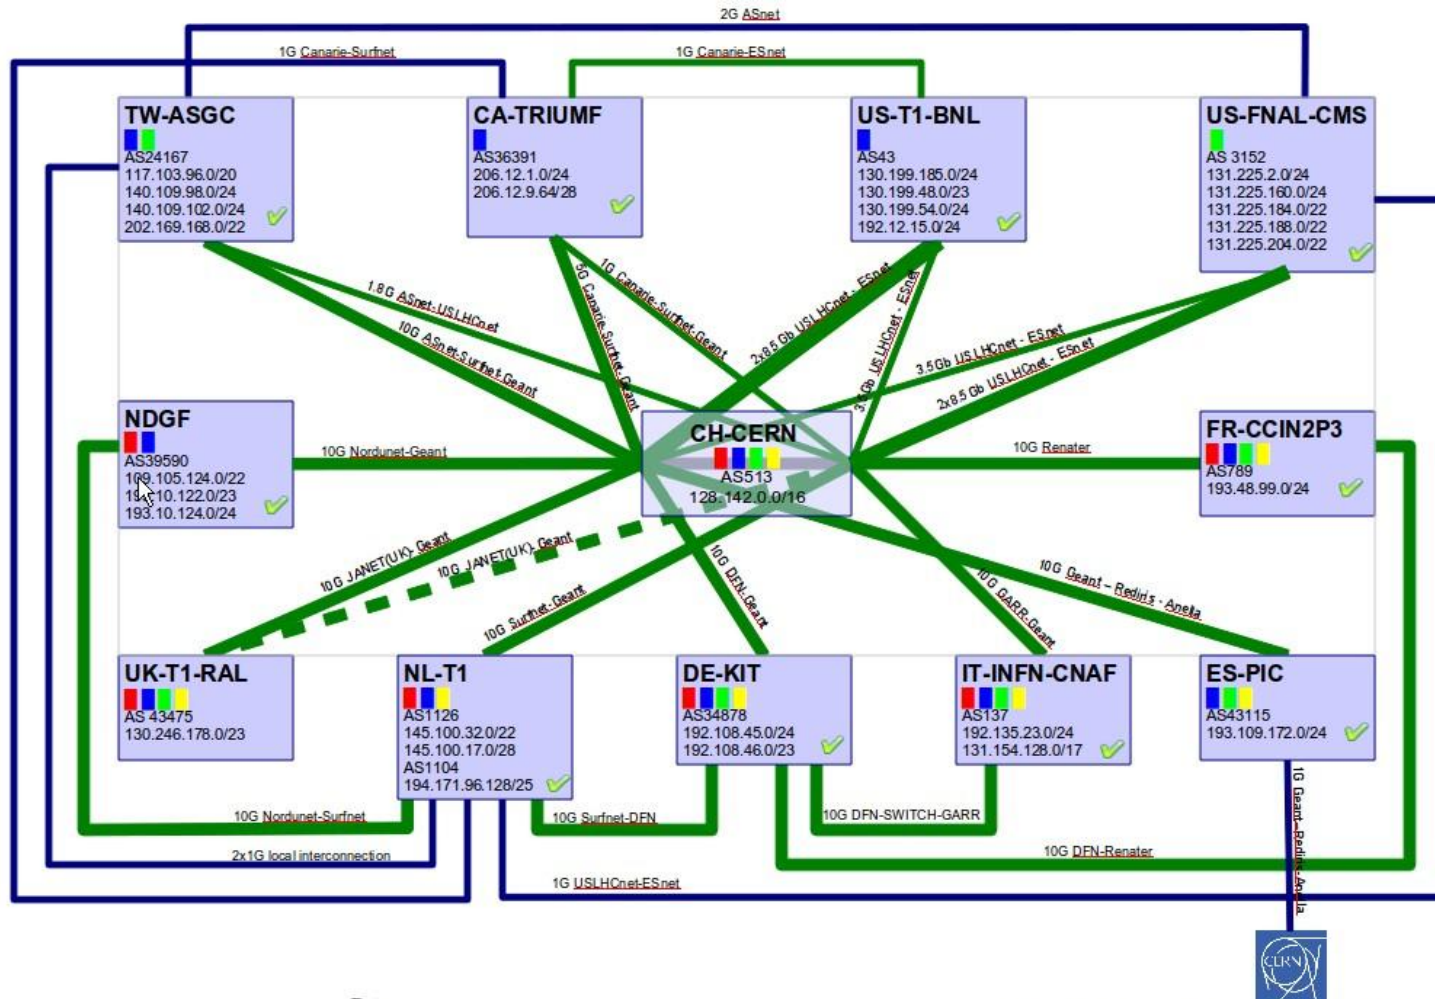 2G ASnet
1G Canarie-Surfnet
1G Canarie-ESnet
TW-ASGC
AS24167
117.103.96.0/20
140.109.98.0/24
140.109.102.0/24
202.169.168.0/22
CA-TRIUMF
AS36391
206.12.1.0/24
206.12.9.64/28
US-T1-BNL
AS43
130.199.185.0/24
130.199.48.0/23
130.199.54.0/24
192.12.15.0/24
US-FNAL-CMS
AS 3152
131.225.2.0/24
131.225.160.0/24
131.225.184.0/22
131.225.188.0/22
131.225.204.0/22
1.8G ASnet-USLHCnet
10G ASnet-Surfnet-Geant
5G Canarie-Surfnet-Geant
1G Canarie-Surfnet-Geant
2x8.5 Gb USLHCnet - ESnet
3.5Gb USLHCnet - ESnet
3.5Gb USLHCnet - ESnet
2x8.5 Gb USLHCnet - ESnet
NDGF
AS39590
109.105.124.0/22
10.122.0/23
193.10.124.0/24
10G Nordunet-Geant
CH-CERN
AS513
128.142.0.0/16
10G Renater
FR-CCIN2P3
AS789
193.48.99.0/24
10G JANET(UK)- Geant
10G JANET(UK)- Geant
10G Surfnet-Geant
10G DFN-Geant
10G GARR-Geant
10G Geant – Rediris - Anella
UK-T1-RAL
AS 43475
130.246.178.0/23
NL-T1
AS1126
145.100.32.0/22
145.100.17.0/28
AS1104
194.171.96.128/25
DE-KIT
AS34878
192.108.45.0/24
192.108.46.0/23
IT-INFN-CNAF
AS137
192.135.23.0/24
131.154.128.0/17
ES-PIC
AS43115
193.109.172.0/24
10G Nordunet-Surfnet
10G Surfnet-DFN
10G DFN-SWITCH-GARR
2x1G local interconnection
10G DFN-Renater
1G USLHCnet-ESnet
1G Geant-Rediris-Anella
CERN